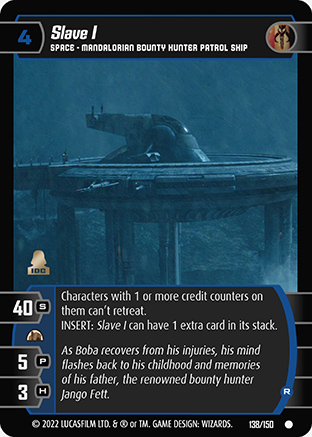 4
Slave I
SPACE - MANDALORIAN BOUNTY HUNTER PATROL SHIP
40 S
5 P
3 H
Characters with 1 or more credit counters on
them can't retreat.
INSERT: Slave I can have 1 extra card in its stack.
As Boba recovers from his injuries, his mind
flashes back to his childhood and memories
of his father, the renowned bounty hunter
Jango Fett.
R
© 2022 LUCASFILM LTD. & ® or TM. GAME DESIGN: WIZARDS.
138/150